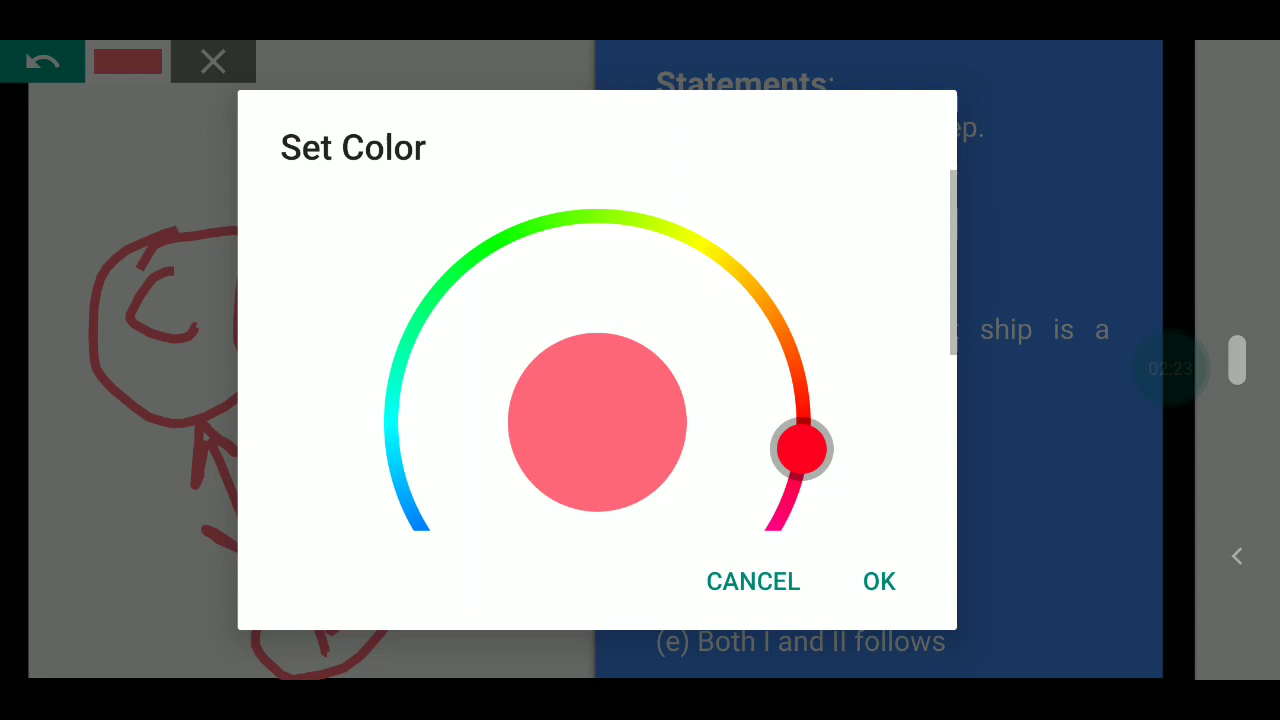 Statements:
ep.
Set Color
ship is a
02:23
CANCEL OK
(e) Both I and II follows